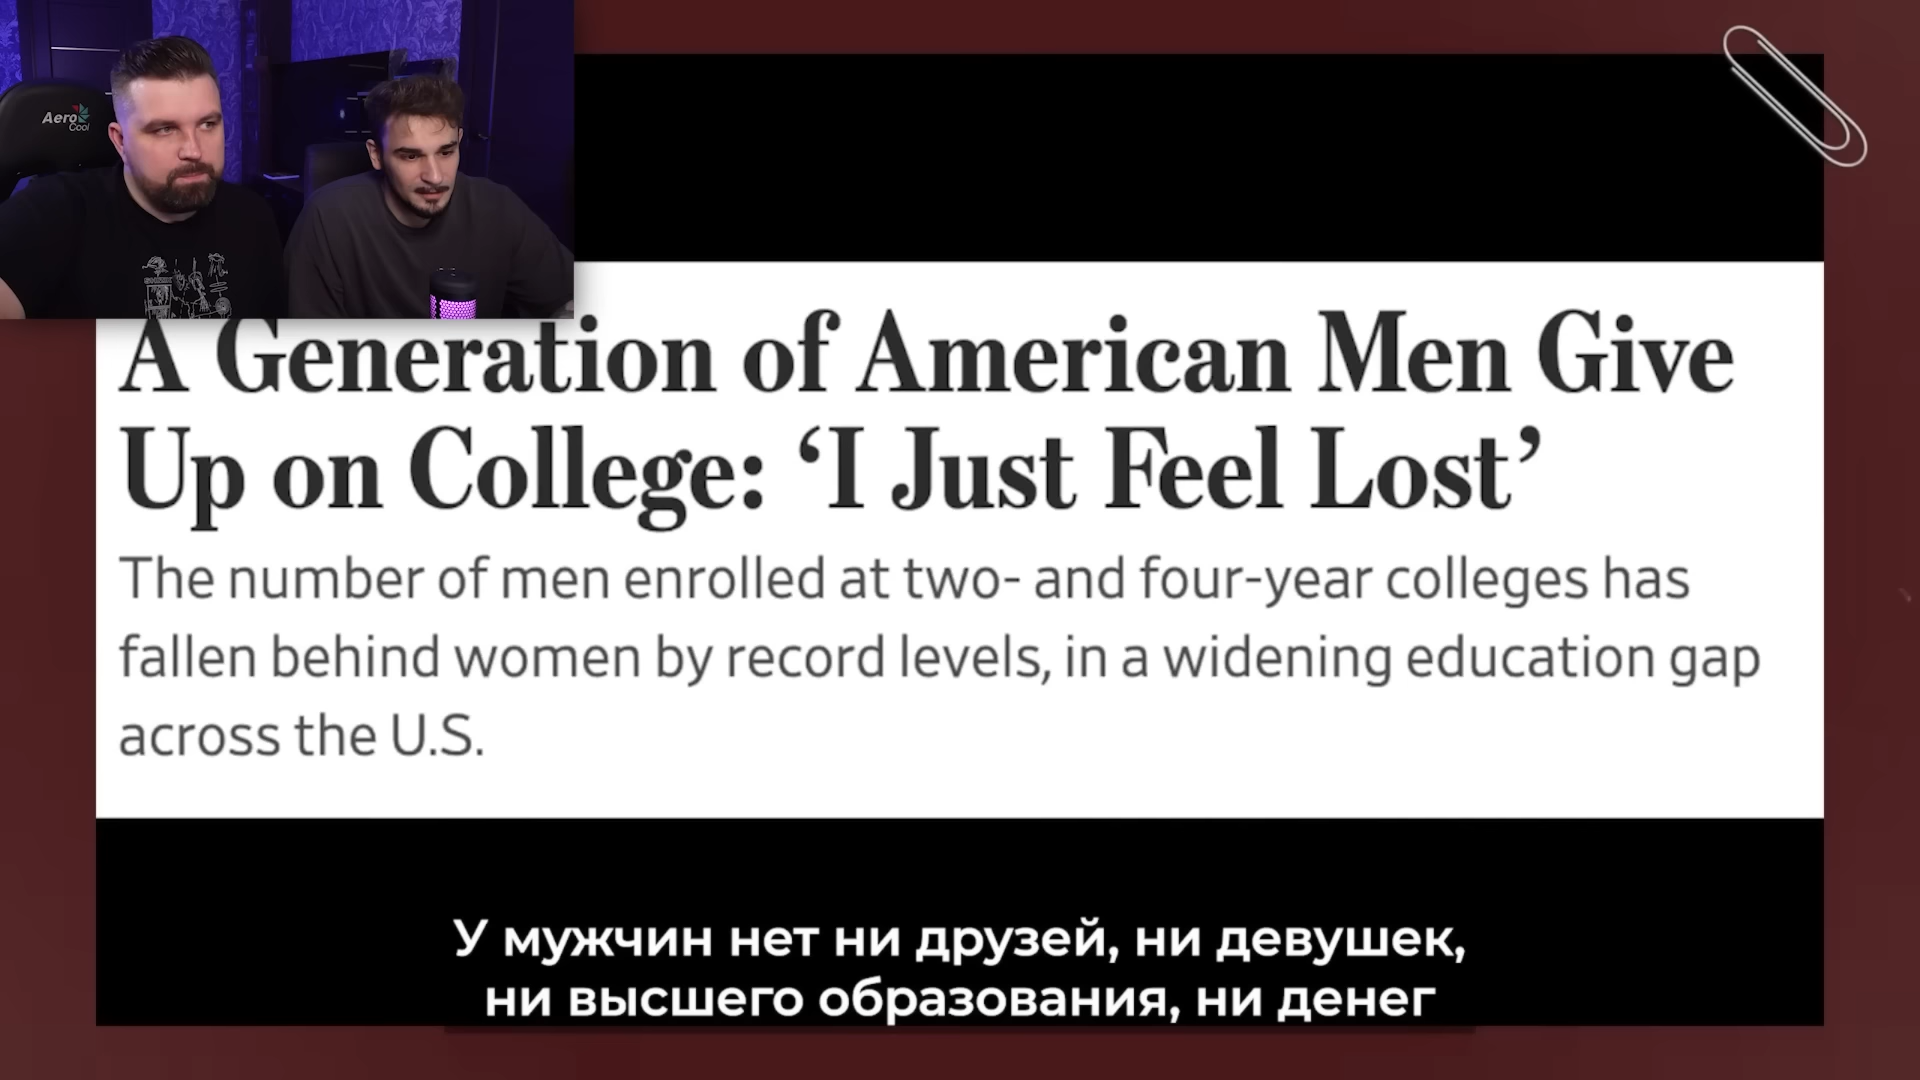 Aero
Cool
A Generation of American Men Give
Up on College: ‘I Just Feel Lost’
The number of men enrolled at two- and four-year colleges has
fallen behind women by record levels, in a widening education gap
across the U.S.
У мужчин нет ни друзей, ни девушек,
ни высшего образования, ни денег